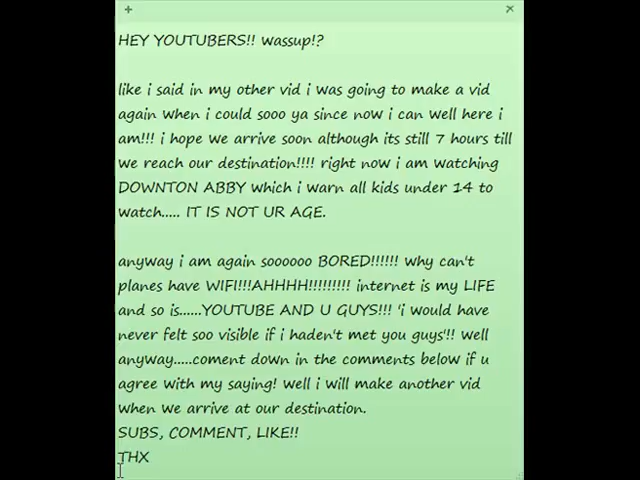 HEY YOUTUBERS!! wassup!?
like i said in my other vid i was going to make a vid
again when i could sooo ya since now i can well here i
am!!! i hope we arrive soon although its still 7 hours till
we reach our destination!!!! right now i am watching
DOWNTON ABBY which i warn all kids under 14 to
watch..... IT IS NOT UR AGE.
anyway i am again soooooo BORED!!!!!! why can't
planes have WIFI!!!AHHHH!!!!!!!!! internet is my LIFE
and so is......YOUTUBE AND U GUYS!!! 'i would have
never felt soo visible if i haden't met you guys'!! well
anyway.....coment down in the comments below if u
agree with my saying! well i will make another vid
when we arrive at our destination.
SUBS, COMMENT, LIKE!!
THX